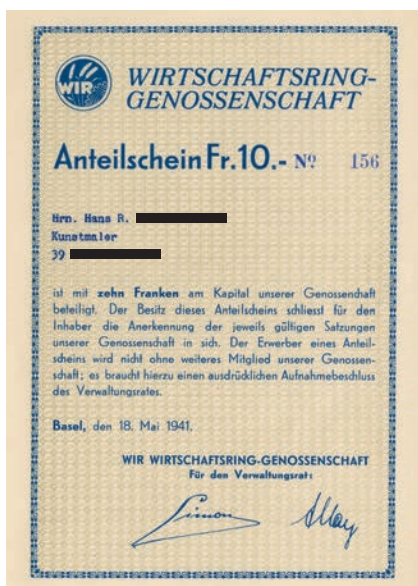 WIR
WIRTSCHAFTSRING-
GENOSSENSCHAFT
Anteilschein Fr. 10.- Nº 156
Hrn. Hans R.
Kunstmaler
39
ist mit zehn Franken am Kapital unserer Genossenschaft
beteiligt. Der Besitz dieses Anteilscheins schliesst für den
Inhaber die Anerkennung der jeweils gültigen Satzungen
unserer Genossenschaft in sich. Der Erwerber eines Anteil-
scheins wird nicht ohne weiteres Mitglied unserer Genossen-
schaft; es braucht hierzu einen ausdrücklichen Aufnahmebeschluss
des Verwaltungsrates.
Basel, den 18. Mai 1941.
WIR WIRTSCHAFTSRING-GENOSSENSCHAFT
Für den Verwaltungsrat:
Simon